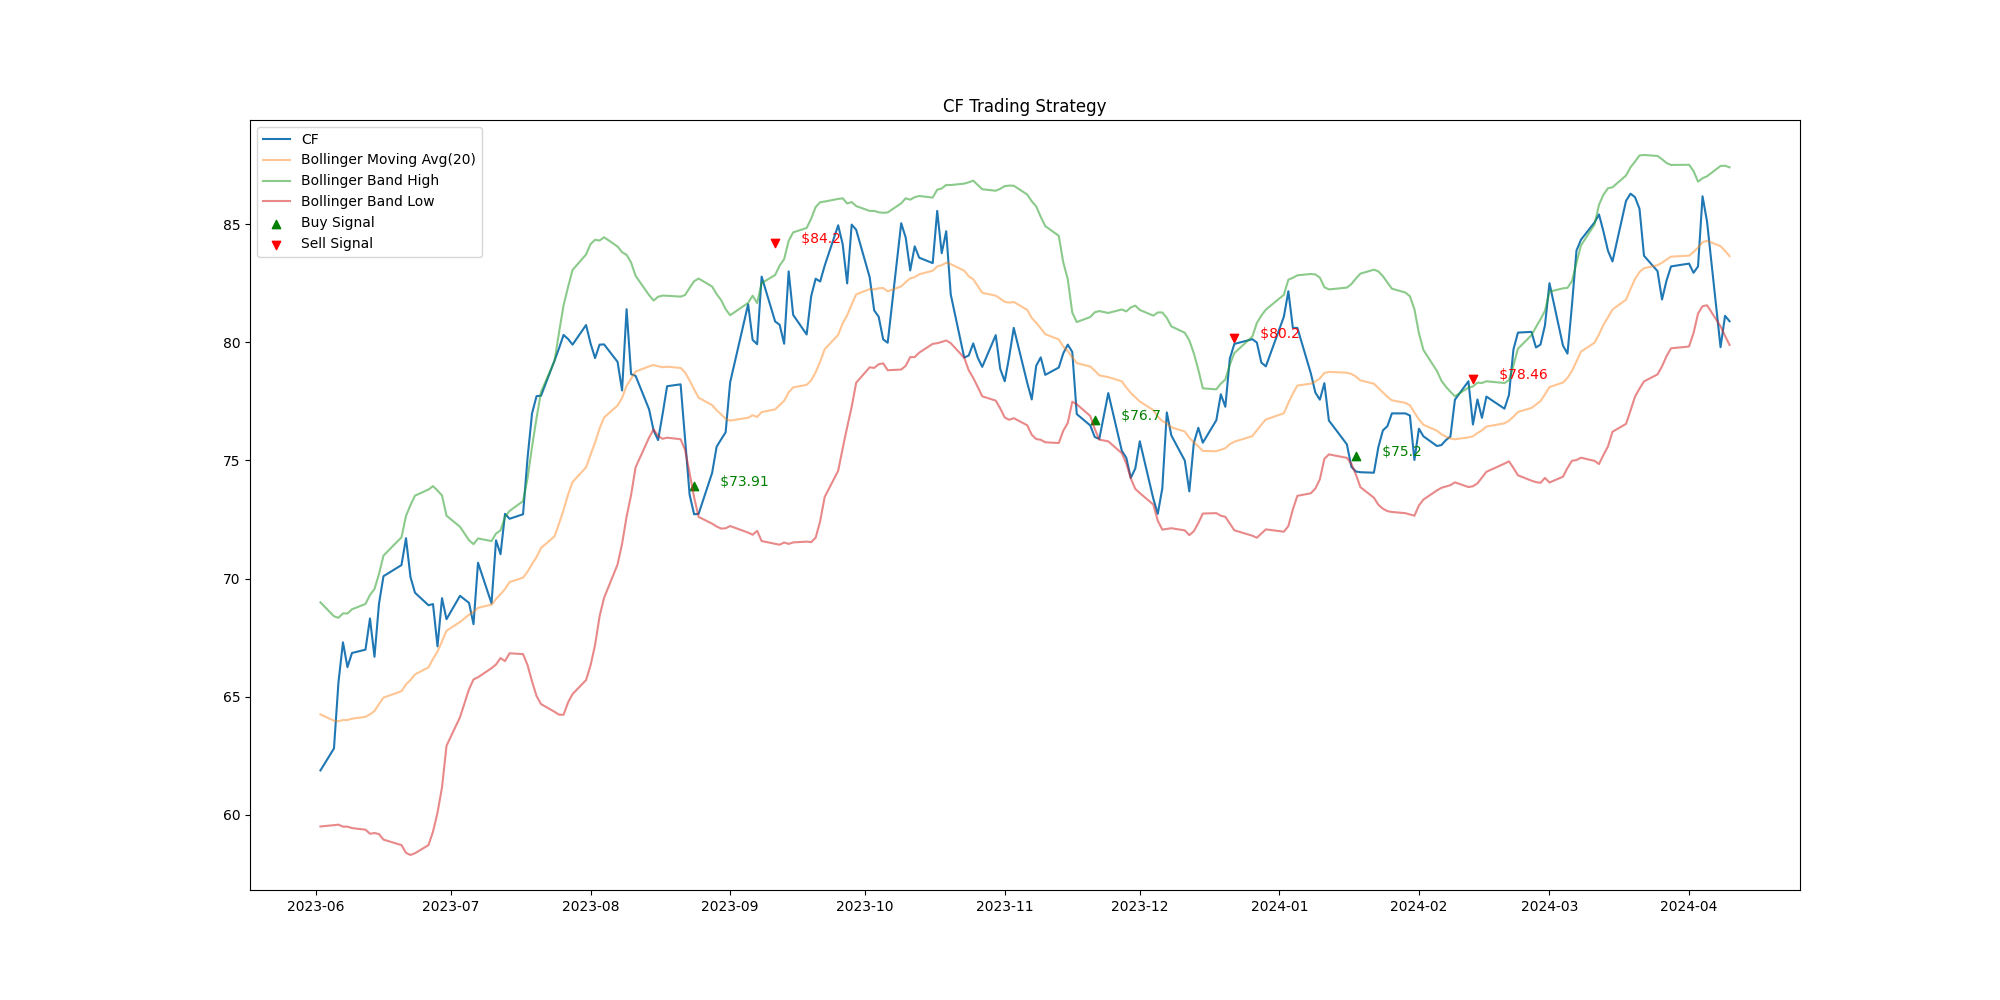 CF Trading Strategy
CF
Bollinger Moving Avg(20)
Bollinger Band High
Bollinger Band Low
Buy Signal
Sell Signal
85
80
75
70
65
60
$84.2
$80.2
$78.46
$76.7
$75.2
$73.91
2023-06 2023-07 2023-08 2023-09 2023-10 2023-11 2023-12 2024-01 2024-02 2024-03 2024-04